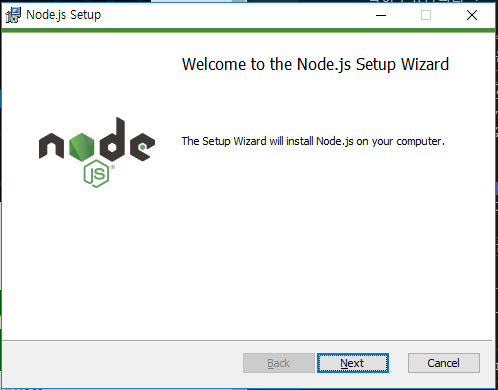 Node.js Setup
Welcome to the Node.js Setup Wizard
node
JS
The Setup Wizard will install Node.js on your computer.
Back
Next
Cancel